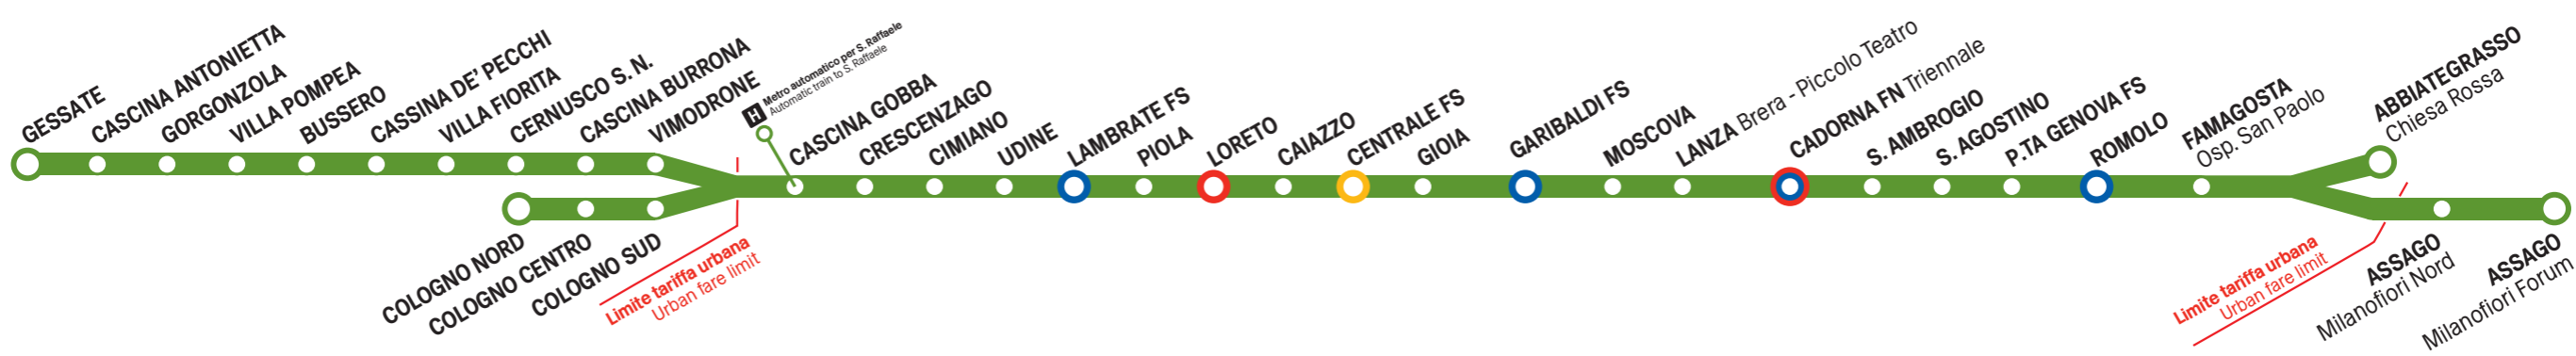 GESSATE
CASCINA ANTONIETTA
GORGONZOLA
VILLA POMPEA
BUSSERO
CASSINA DE' PECCHI
VILLA FIORITA
CERNUSCO S. N.
CASCINA BURRONA
VIMODRONE
H Metro automatico per S. Raffaele
Automatic train to S. Raffaele
CASCINA GOBBA
CRESCENZAGO
CIMIANO
UDINE
LAMBRATE FS
PIOLA
LORETO
CAIAZZO
CENTRALE FS
GIOIA
GARIBALDI FS
MOSCOVA
LANZA Brera - Piccolo Teatro
CADORNA FN Triennale
S. AMBROGIO
S. AGOSTINO
P.TA GENOVA FS
ROMOLO
FAMAGOSTA
Osp. San Paolo
ABBIATEGRASSO
Chiesa Rossa
COLOGNO NORD
COLOGNO CENTRO
COLOGNO SUD
Limite tariffa urbana
Urban fare limit
Limite tariffa urbana
Urban fare limit
ASSAGO
Milanofiori Nord
ASSAGO
Milanofiori Forum